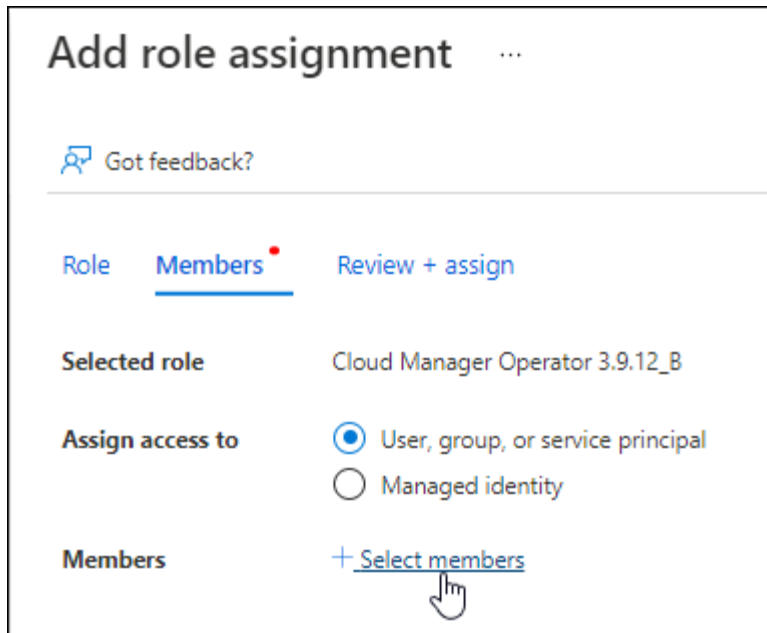 Add role assignment ...
Got feedback?
Role Members Review + assign
Selected role Cloud Manager Operator 3.9.12_B
Assign access to User, group, or service principal
Managed identity
Members + Select members